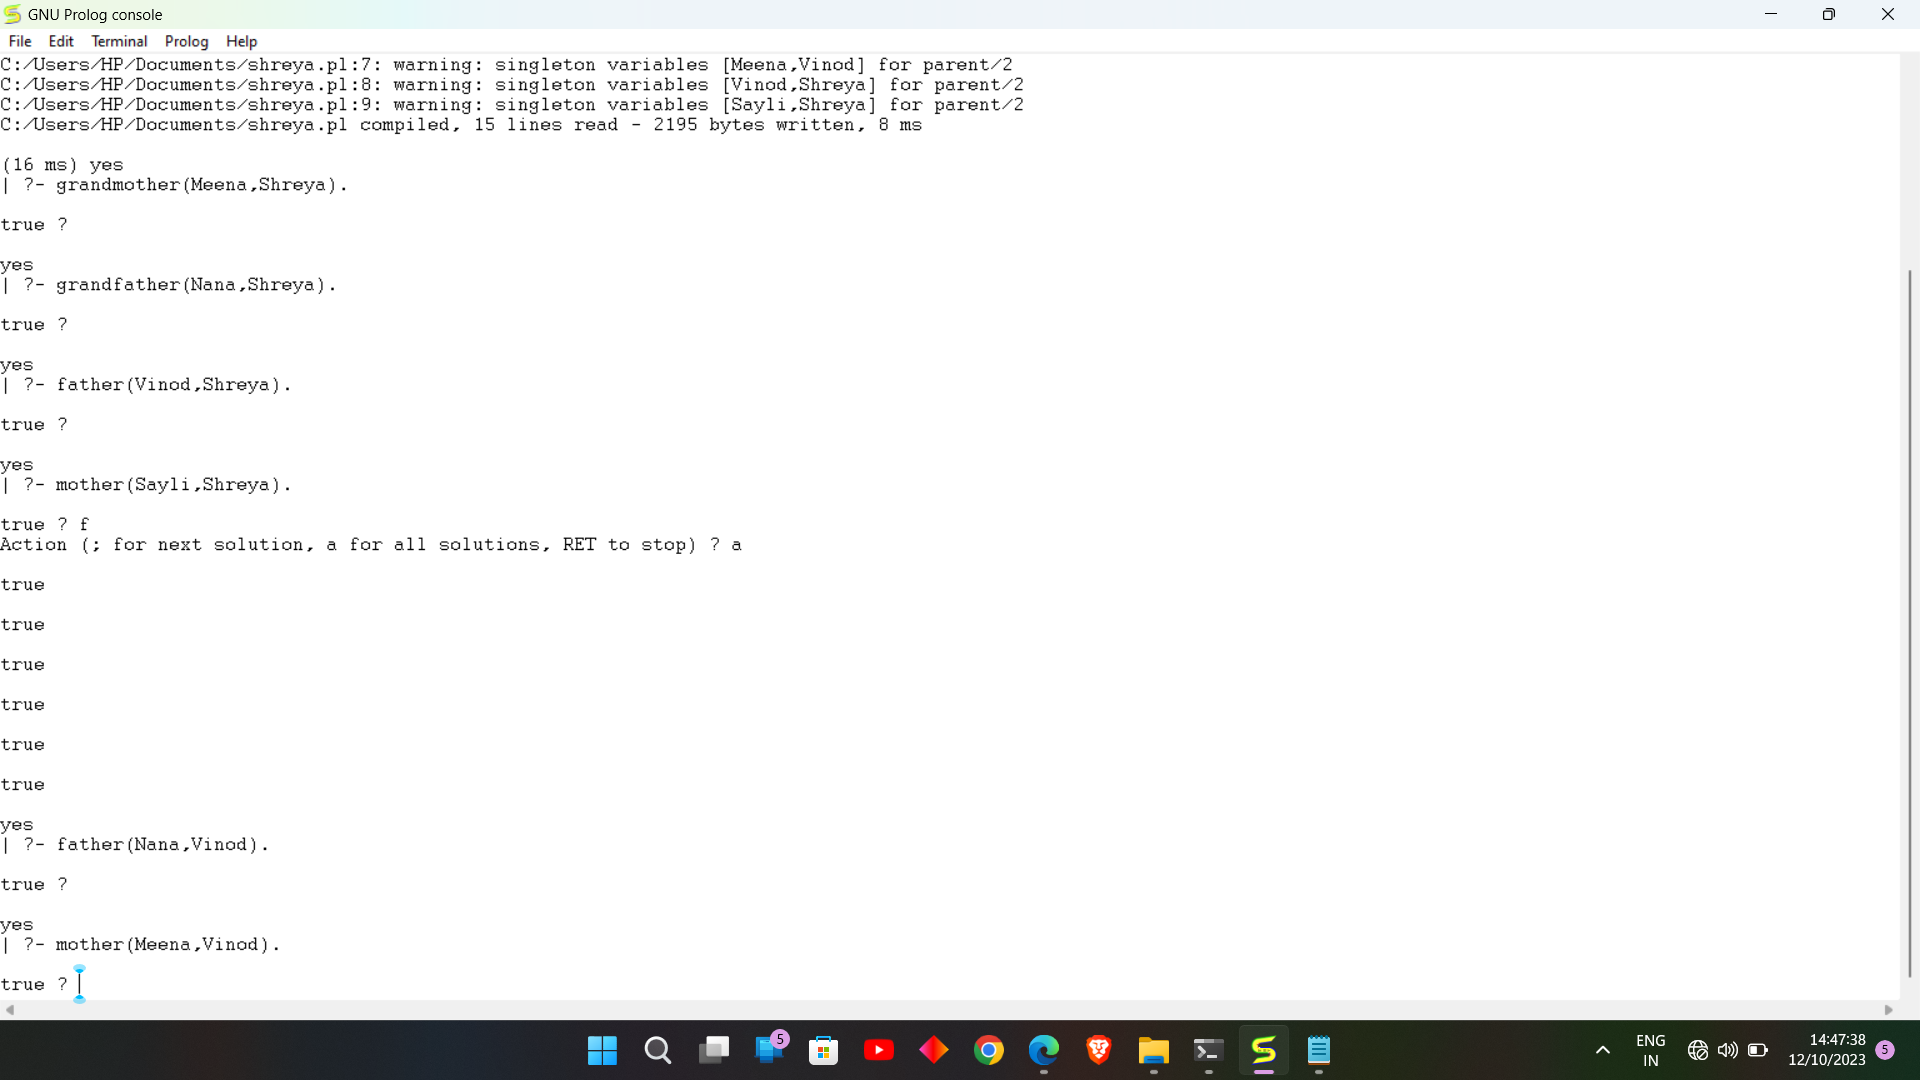 GNU Prolog console
File Edit Terminal Prolog Help
C:/Users/HP/Documents/shreya.pl:7: warning: singleton variables [Meena,Vinod] for parent/2
C:/Users/HP/Documents/shreya.pl:8: warning: singleton variables [Vinod,Shreya] for parent/2
C:/Users/HP/Documents/shreya.pl:9: warning: singleton variables [Sayli,Shreya] for parent/2
C:/Users/HP/Documents/shreya.pl compiled, 15 lines read - 2195 bytes written, 8 ms
(16 ms) yes
| ?- grandmother(Meena,Shreya).
true ?
yes
| ?- grandfather(Nana,Shreya).
true ?
yes
| ?- father(Vinod,Shreya).
true ?
yes
| ?- mother(Sayli,Shreya).
true ? f
Action (; for next solution, a for all solutions, RET to stop) ? a
true
true
true
true
true
true
yes
| ?- father(Nana,Vinod).
true ?
yes
| ?- mother(Meena,Vinod).
true ?
5
ENG
IN
14:47:38
12/10/2023
5